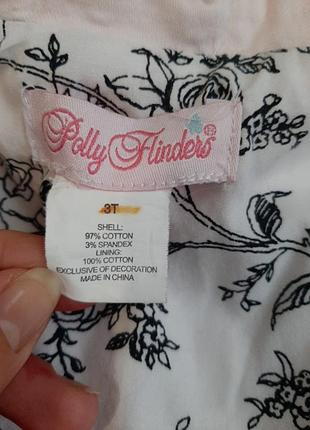 Polly Flinders®
3T
SHELL:
97% COTTON
3% SPANDEX
LINING:
100% COTTON
EXCLUSIVE OF DECORATION
MADE IN CHINA